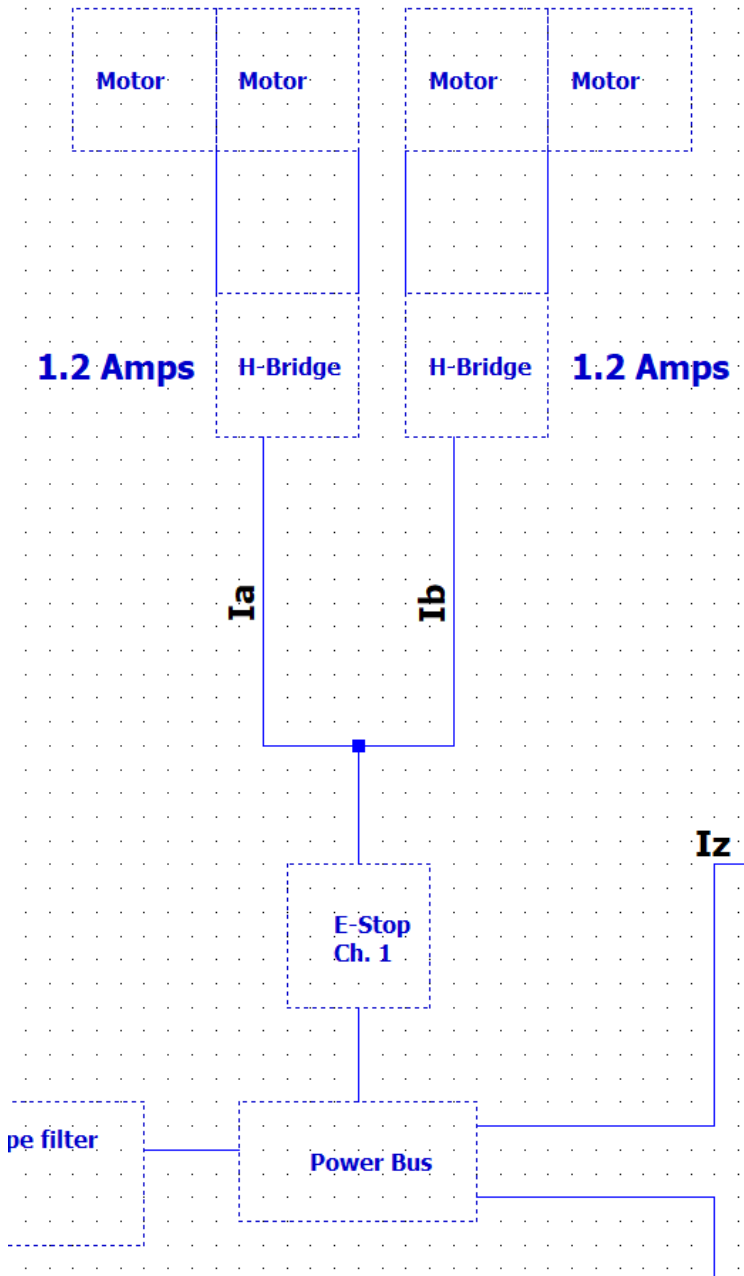 Motor Motor Motor Motor
1.2 Amps H-Bridge H-Bridge 1.2 Amps
Ia Ib
Iz
E-Stop
Ch. 1
pe filter
Power Bus